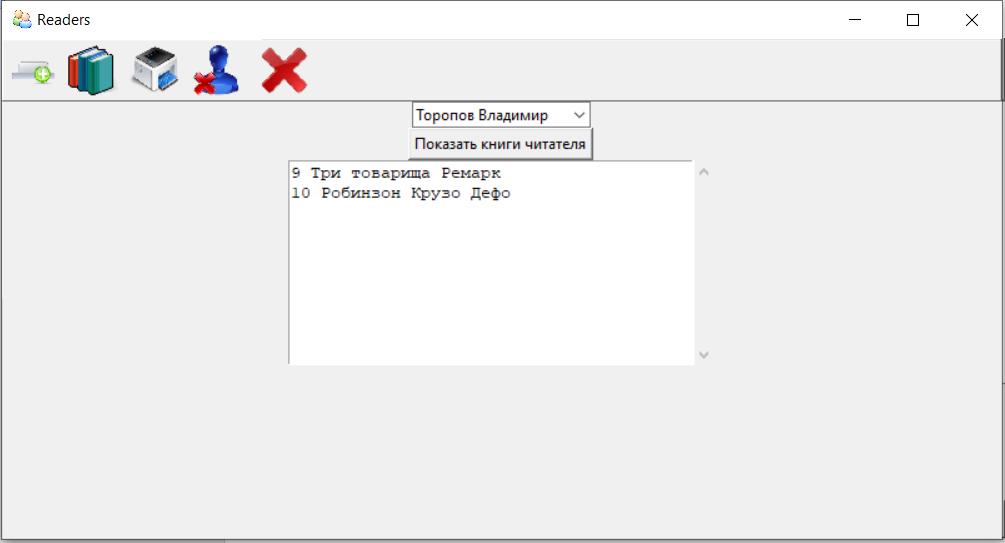 Readers
Торопов Владимир
Показать книги читателя
9 Три товарища Ремарк
10 Робинзон Крузо Дефо